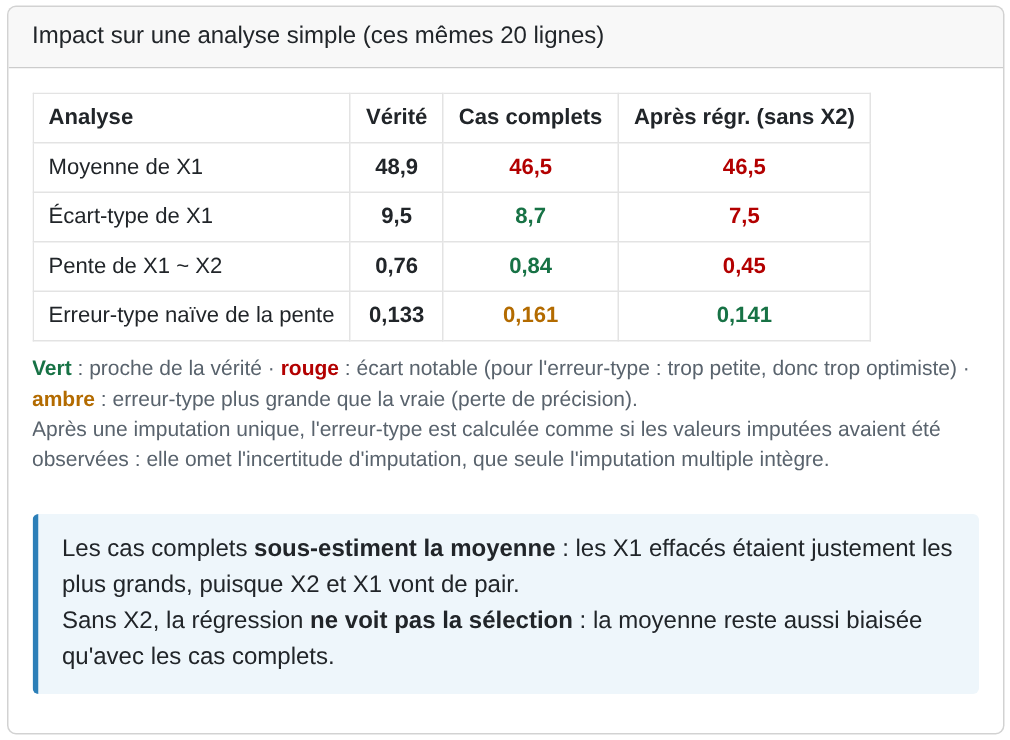 Impact sur une analyse simple (ces mêmes 20 lignes)
Analyse Vérité Cas complets Après régr. (sans X2)
Moyenne de X1 48,9 46,5 46,5
Écart-type de X1 9,5 8,7 7,5
Pente de X1 ~ X2 0,76 0,84 0,45
Erreur-type naïve de la pente 0,133 0,161 0,141
Vert : proche de la vérité · rouge : écart notable (pour l'erreur-type : trop petite, donc trop optimiste) ·
ambre : erreur-type plus grande que la vraie (perte de précision).
Après une imputation unique, l'erreur-type est calculée comme si les valeurs imputées avaient été
observées : elle omet l'incertitude d'imputation, que seule l'imputation multiple intègre.
Les cas complets sous-estiment la moyenne : les X1 effacés étaient justement les
plus grands, puisque X2 et X1 vont de pair.
Sans X2, la régression ne voit pas la sélection : la moyenne reste aussi biaisée
qu'avec les cas complets.